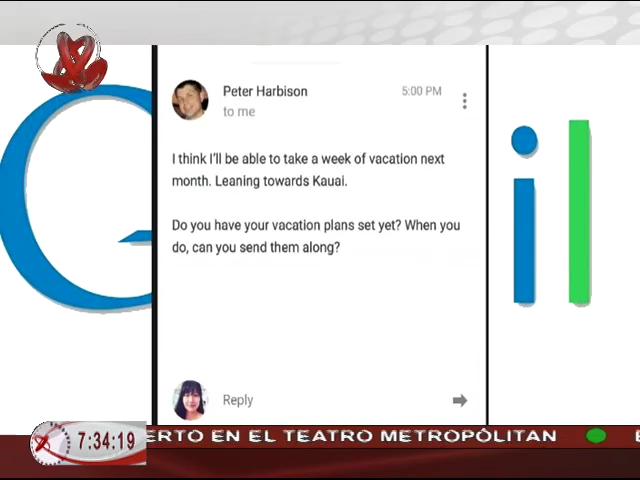 G
il
Peter Harbison
5:00 PM
to me
I think I'll be able to take a week of vacation next
month. Leaning towards Kauai.
Do you have your vacation plans set yet? When you
do, can you send them along?
Reply
7:34:19
ERTO EN EL TEATRO METROPÓLITAN